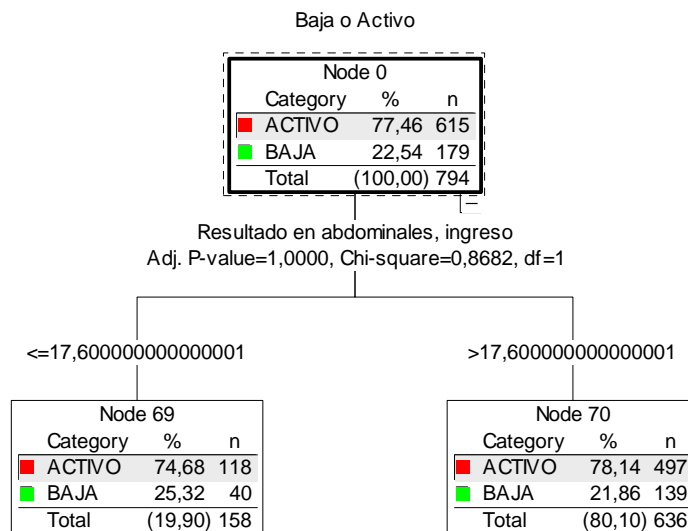 Baja o Activo
Node 0
Category % n
ACTIVO 77,46 615
BAJA 22,54 179
Total (100,00) 794
Resultado en abdominales, ingreso
Adj. P-value=1,0000, Chi-square=0,8682, df=1
<=17,6000000000000001 >17,6000000000000001
Node 69
Category % n
ACTIVO 74,68 118
BAJA 25,32 40
Total (19,90) 158
Node 70
Category % n
ACTIVO 78,14 497
BAJA 21,86 139
Total (80,10) 636